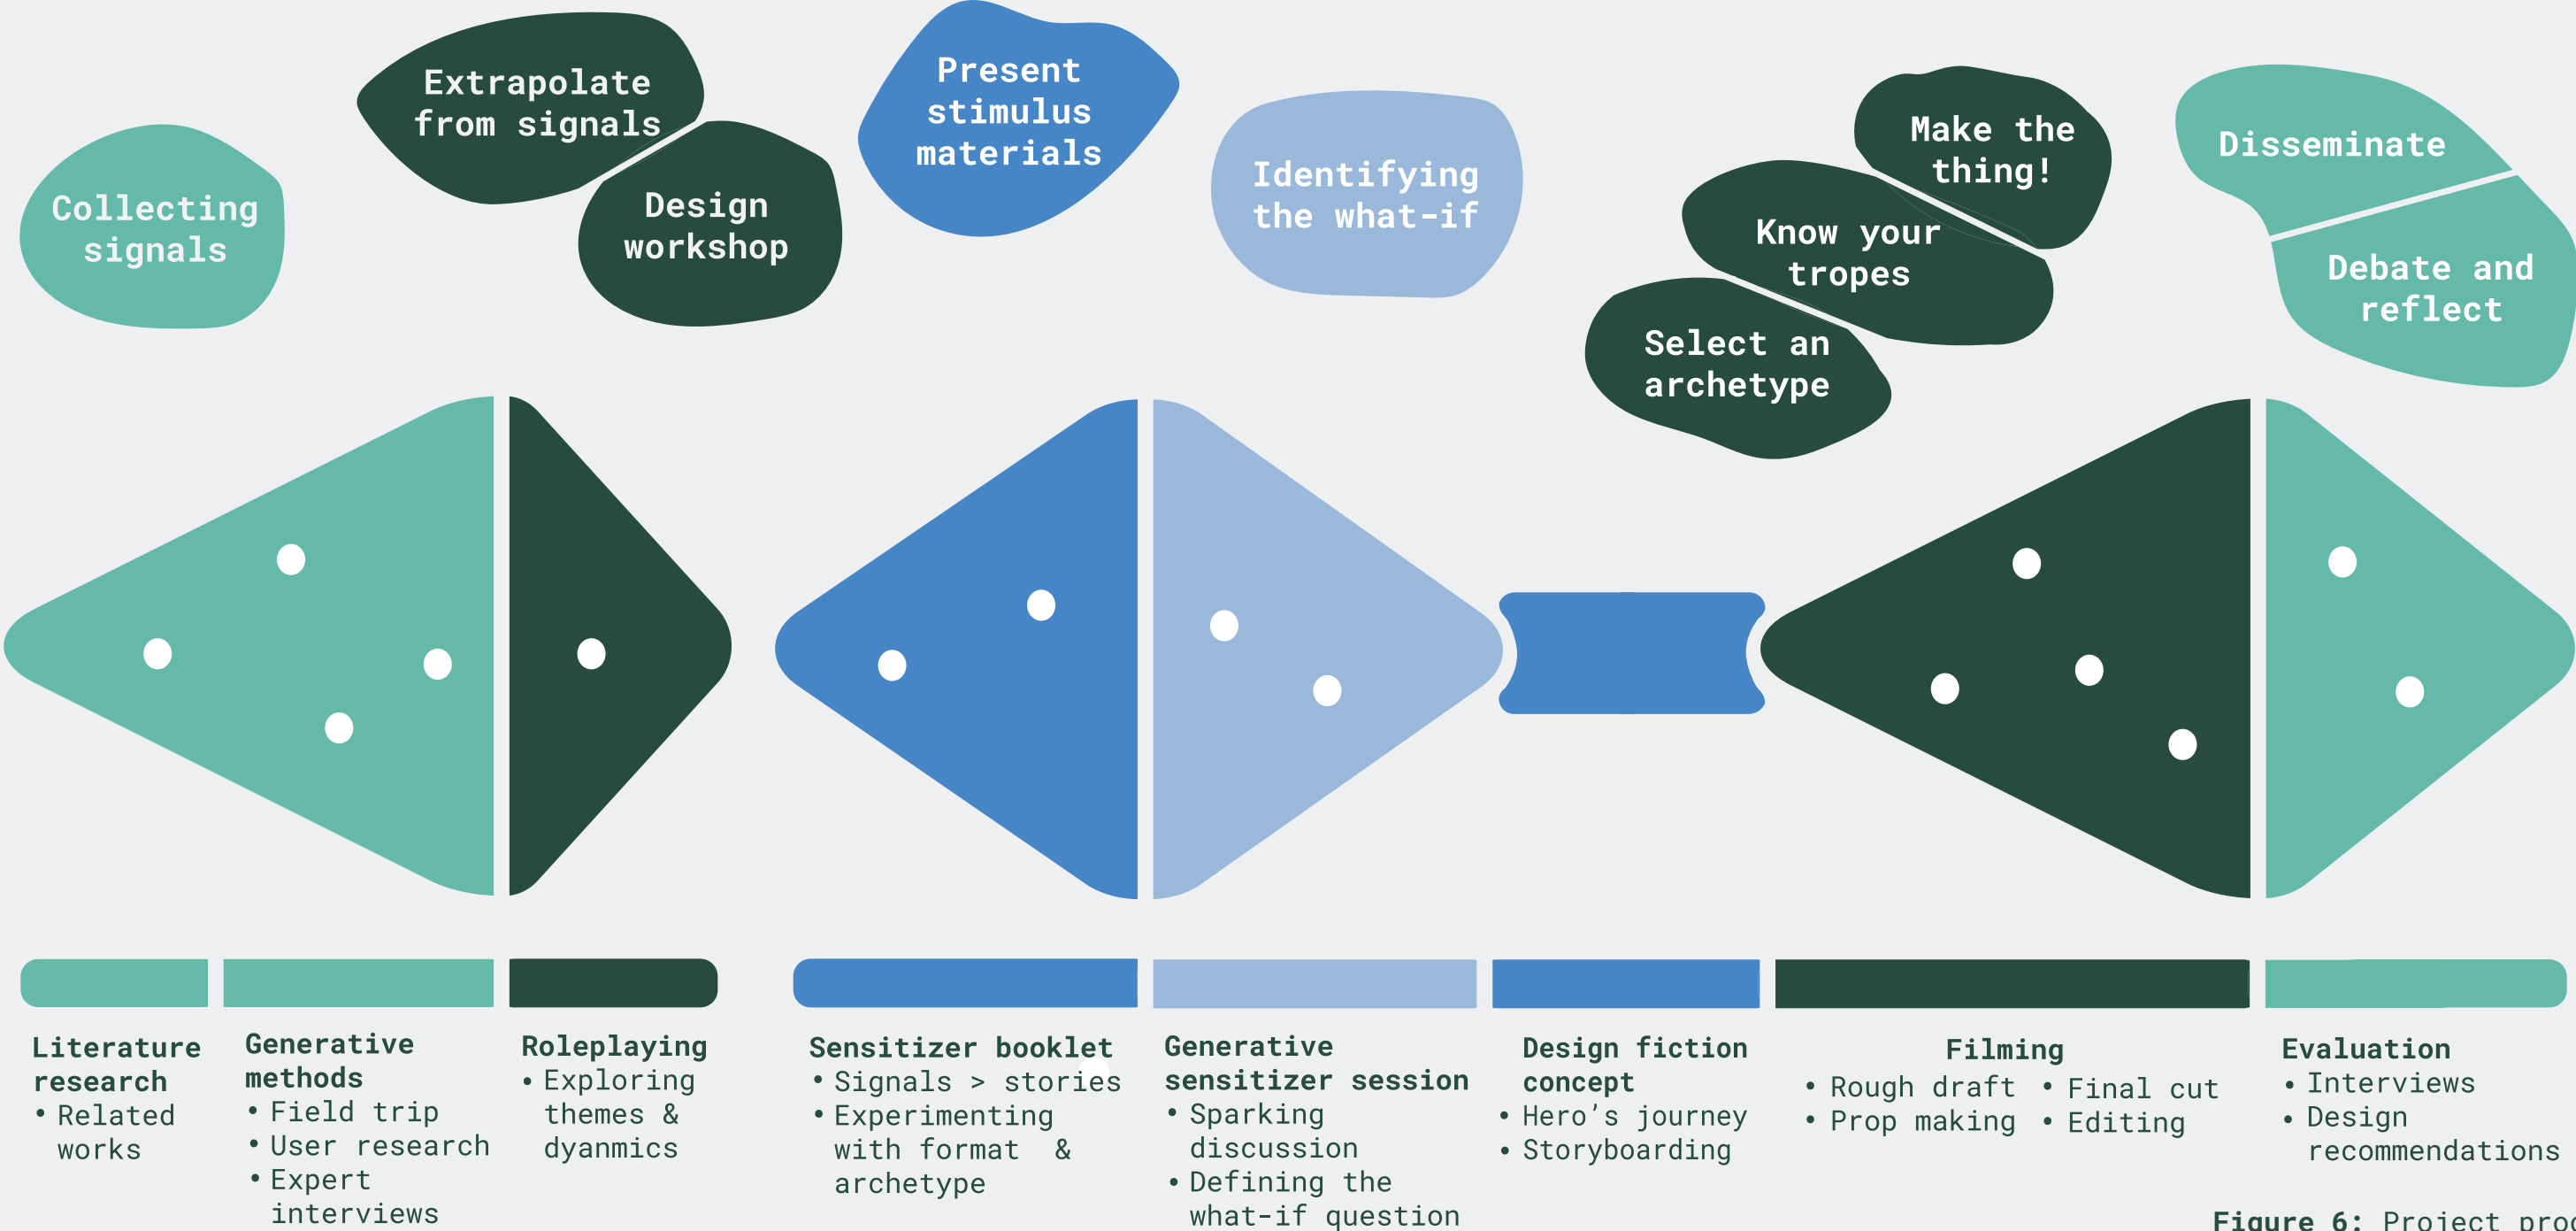 Collecting
signals
Extrapolate
from signals
Design
workshop
Present
stimulus
materials
Identifying
the what-if
Make the
thing!
Know your
tropes
Select an
archetype
Disseminate
Debate and
reflect
Literature
research
• Related
works
Generative
methods
• Field trip
• User research
• Expert
interviews
Roleplaying
• Exploring
themes &
dyanmics
Sensitizer booklet
• Signals > stories
• Experimenting
with format &
archetype
Generative
sensitizer session
• Sparking
discussion
• Defining the
what-if question
Design fiction
concept
• Hero’s journey
• Storyboarding
Filming
• Rough draft
• Prop making
• Final cut
• Editing
Evaluation
• Interviews
• Design
recommendations
Figure 6: Project